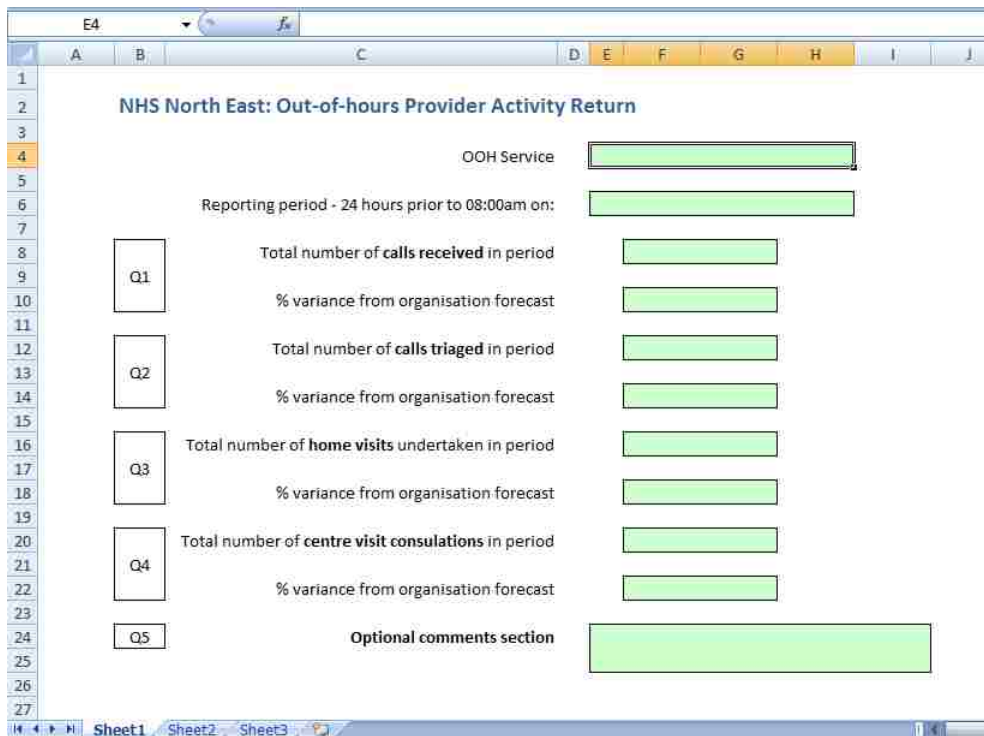 E4 fx
A B C D E F G H I J
1
2 NHS North East: Out-of-hours Provider Activity Return
3
4 OOH Service
5
6 Reporting period - 24 hours prior to 08:00am on:
7
8 Total number of calls received in period
9 Q1
10 % variance from organisation forecast
11
12 Total number of calls triaged in period
13 Q2
14 % variance from organisation forecast
15
16 Total number of home visits undertaken in period
17 Q3
18 % variance from organisation forecast
19
20 Total number of centre visit consulations in period
21 Q4
22 % variance from organisation forecast
23
24 Q5 Optional comments section
25
26
27
Sheet1 Sheet2 Sheet3